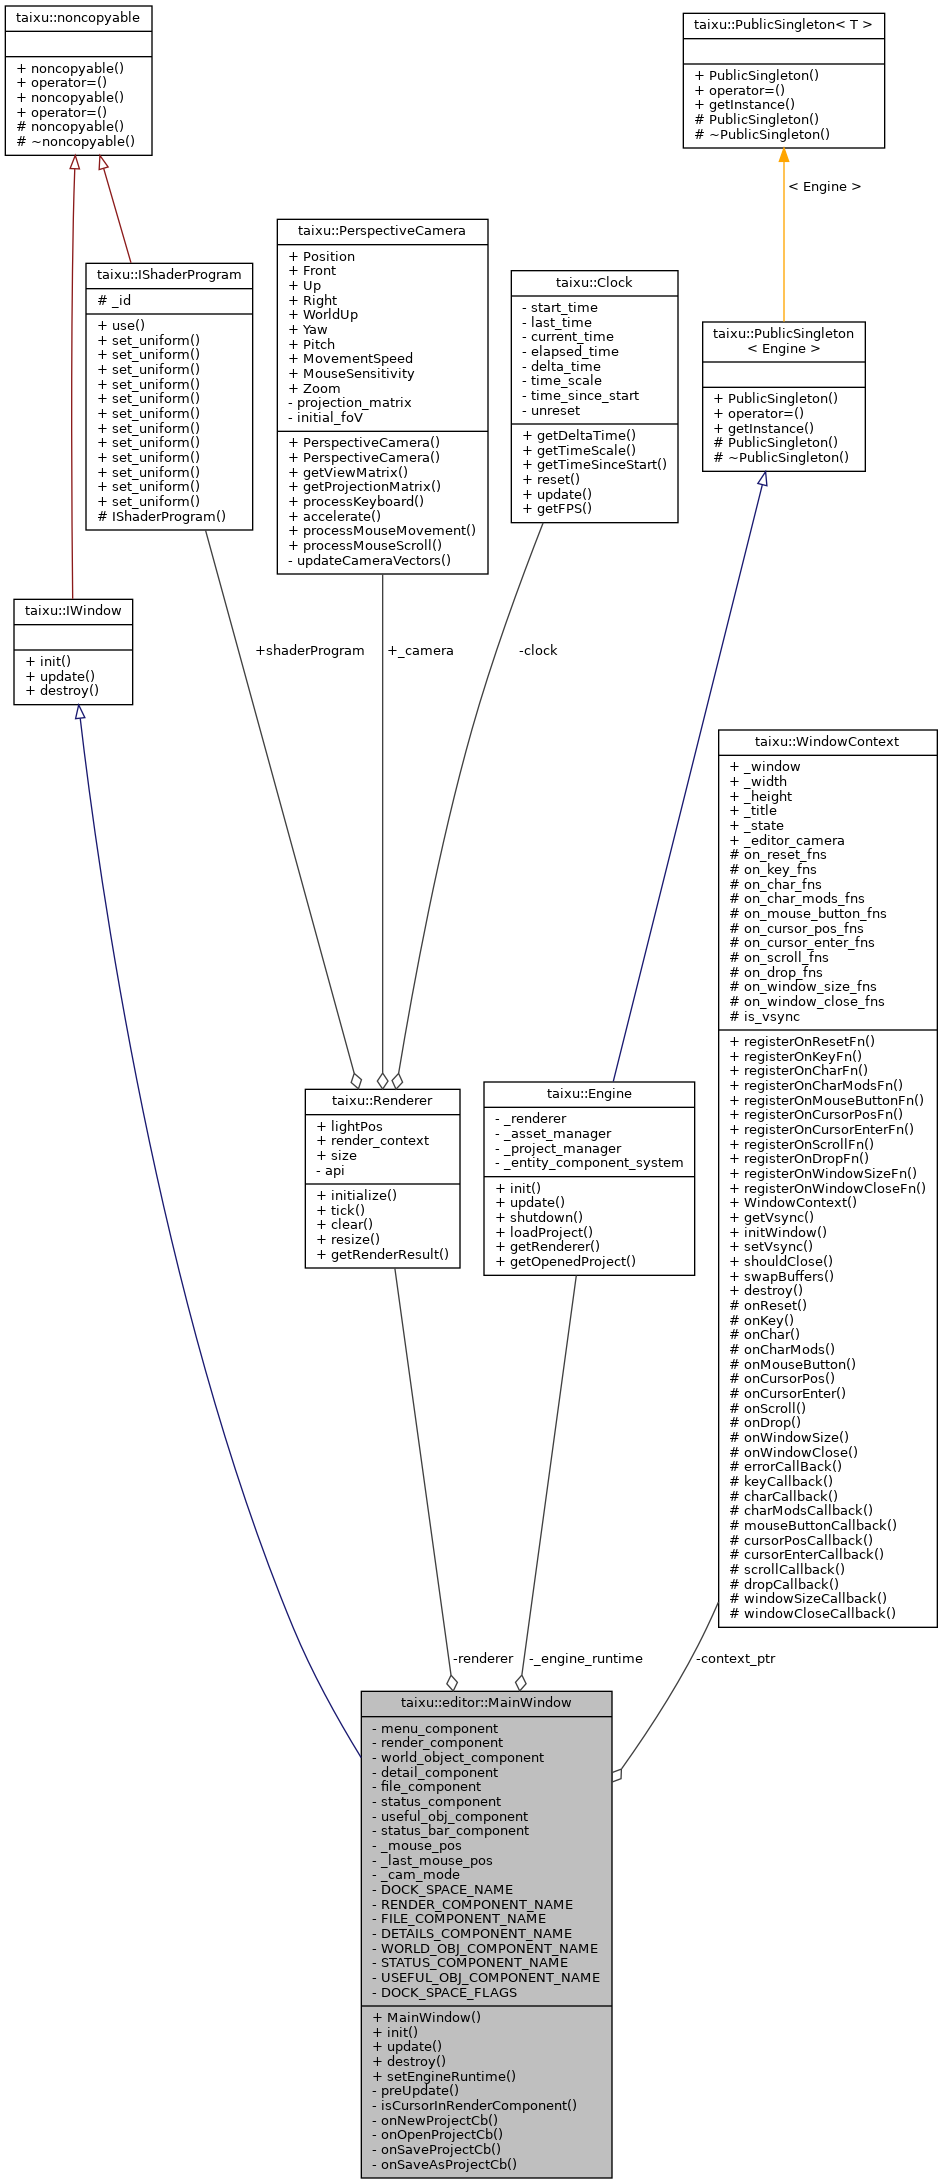 taixu::noncopyable
+ noncopyable()
+ operator=()
+ noncopyable()
+ operator=()
# noncopyable()
# ~noncopyable()
taixu::PublicSingleton< T >
+ PublicSingleton()
+ operator=()
+ getInstance()
# PublicSingleton()
# ~PublicSingleton()
< Engine >
taixu::IShaderProgram
# _id
+ use()
+ set_uniform()
+ set_uniform()
+ set_uniform()
+ set_uniform()
+ set_uniform()
+ set_uniform()
+ set_uniform()
+ set_uniform()
+ set_uniform()
+ set_uniform()
+ set_uniform()
+ set_uniform()
# IShaderProgram()
taixu::PerspectiveCamera
+ Position
+ Front
+ Up
+ Right
+ WorldUp
+ Yaw
+ Pitch
+ MovementSpeed
+ MouseSensitivity
+ Zoom
- projection_matrix
- initial_foV
+ PerspectiveCamera()
+ PerspectiveCamera()
+ getViewMatrix()
+ getProjectionMatrix()
+ processKeyboard()
+ accelerate()
+ processMouseMovement()
+ processMouseScroll()
- updateCameraVectors()
taixu::Clock
- start_time
- last_time
- current_time
- elapsed_time
- delta_time
- time_scale
- time_since_start
- unreset
+ getDeltaTime()
+ getTimeScale()
+ getTimeSinceStart()
+ reset()
+ update()
+ getFPS()
taixu::PublicSingleton
< Engine >
+ PublicSingleton()
+ operator=()
+ getInstance()
# PublicSingleton()
# ~PublicSingleton()
taixu::IWindow
+ init()
+ update()
+ destroy()
+shaderProgram
+_camera
-clock
taixu::WindowContext
+ _window
+ _width
+ _height
+ _title
+ _state
+ _editor_camera
# on_reset_fns
# on_key_fns
# on_char_fns
# on_char_mods_fns
# on_mouse_button_fns
# on_cursor_pos_fns
# on_cursor_enter_fns
# on_scroll_fns
# on_drop_fns
# on_window_size_fns
# on_window_close_fns
# is_vsync
+ registerOnResetFn()
+ registerOnKeyFn()
+ registerOnCharFn()
+ registerOnCharModsFn()
+ registerOnMouseButtonFn()
+ registerOnCursorPosFn()
+ registerOnCursorEnterFn()
+ registerOnScrollFn()
+ registerOnDropFn()
+ registerOnWindowSizeFn()
+ registerOnWindowCloseFn()
+ WindowContext()
+ getVsync()
+ initWindow()
+ setVsync()
+ shouldClose()
+ swapBuffers()
+ destroy()
# onReset()
# onKey()
# onChar()
# onCharMods()
# onMouseButton()
# onCursorPos()
# onCursorEnter()
# onScroll()
# onDrop()
# onWindowSize()
# onWindowClose()
# errorCallBack()
# keyCallback()
# charCallback()
# charModsCallback()
# mouseButtonCallback()
# cursorPosCallback()
# cursorEnterCallback()
# scrollCallback()
# dropCallback()
# windowSizeCallback()
# windowCloseCallback()
taixu::Renderer
+ lightPos
+ render_context
+ size
- api
+ initialize()
+ tick()
+ clear()
+ resize()
+ getRenderResult()
taixu::Engine
- _renderer
- _asset_manager
- _project_manager
- _entity_component_system
+ init()
+ update()
+ shutdown()
+ loadProject()
+ getRenderer()
+ getOpenedProject()
-renderer
-_engine_runtime
-context_ptr
taixu::editor::MainWindow
- menu_component
- render_component
- world_object_component
- detail_component
- file_component
- status_component
- useful_obj_component
- status_bar_component
- _mouse_pos
- _last_mouse_pos
- _cam_mode
- DOCK_SPACE_NAME
- RENDER_COMPONENT_NAME
- FILE_COMPONENT_NAME
- DETAILS_COMPONENT_NAME
- WORLD_OBJ_COMPONENT_NAME
- STATUS_COMPONENT_NAME
- USEFUL_OBJ_COMPONENT_NAME
- DOCK_SPACE_FLAGS
+ MainWindow()
+ init()
+ update()
+ destroy()
+ setEngineRuntime()
- preUpdate()
- isCursorInRenderComponent()
- onNewProjectCb()
- onOpenProjectCb()
- onSaveProjectCb()
- onSaveAsProjectCb()